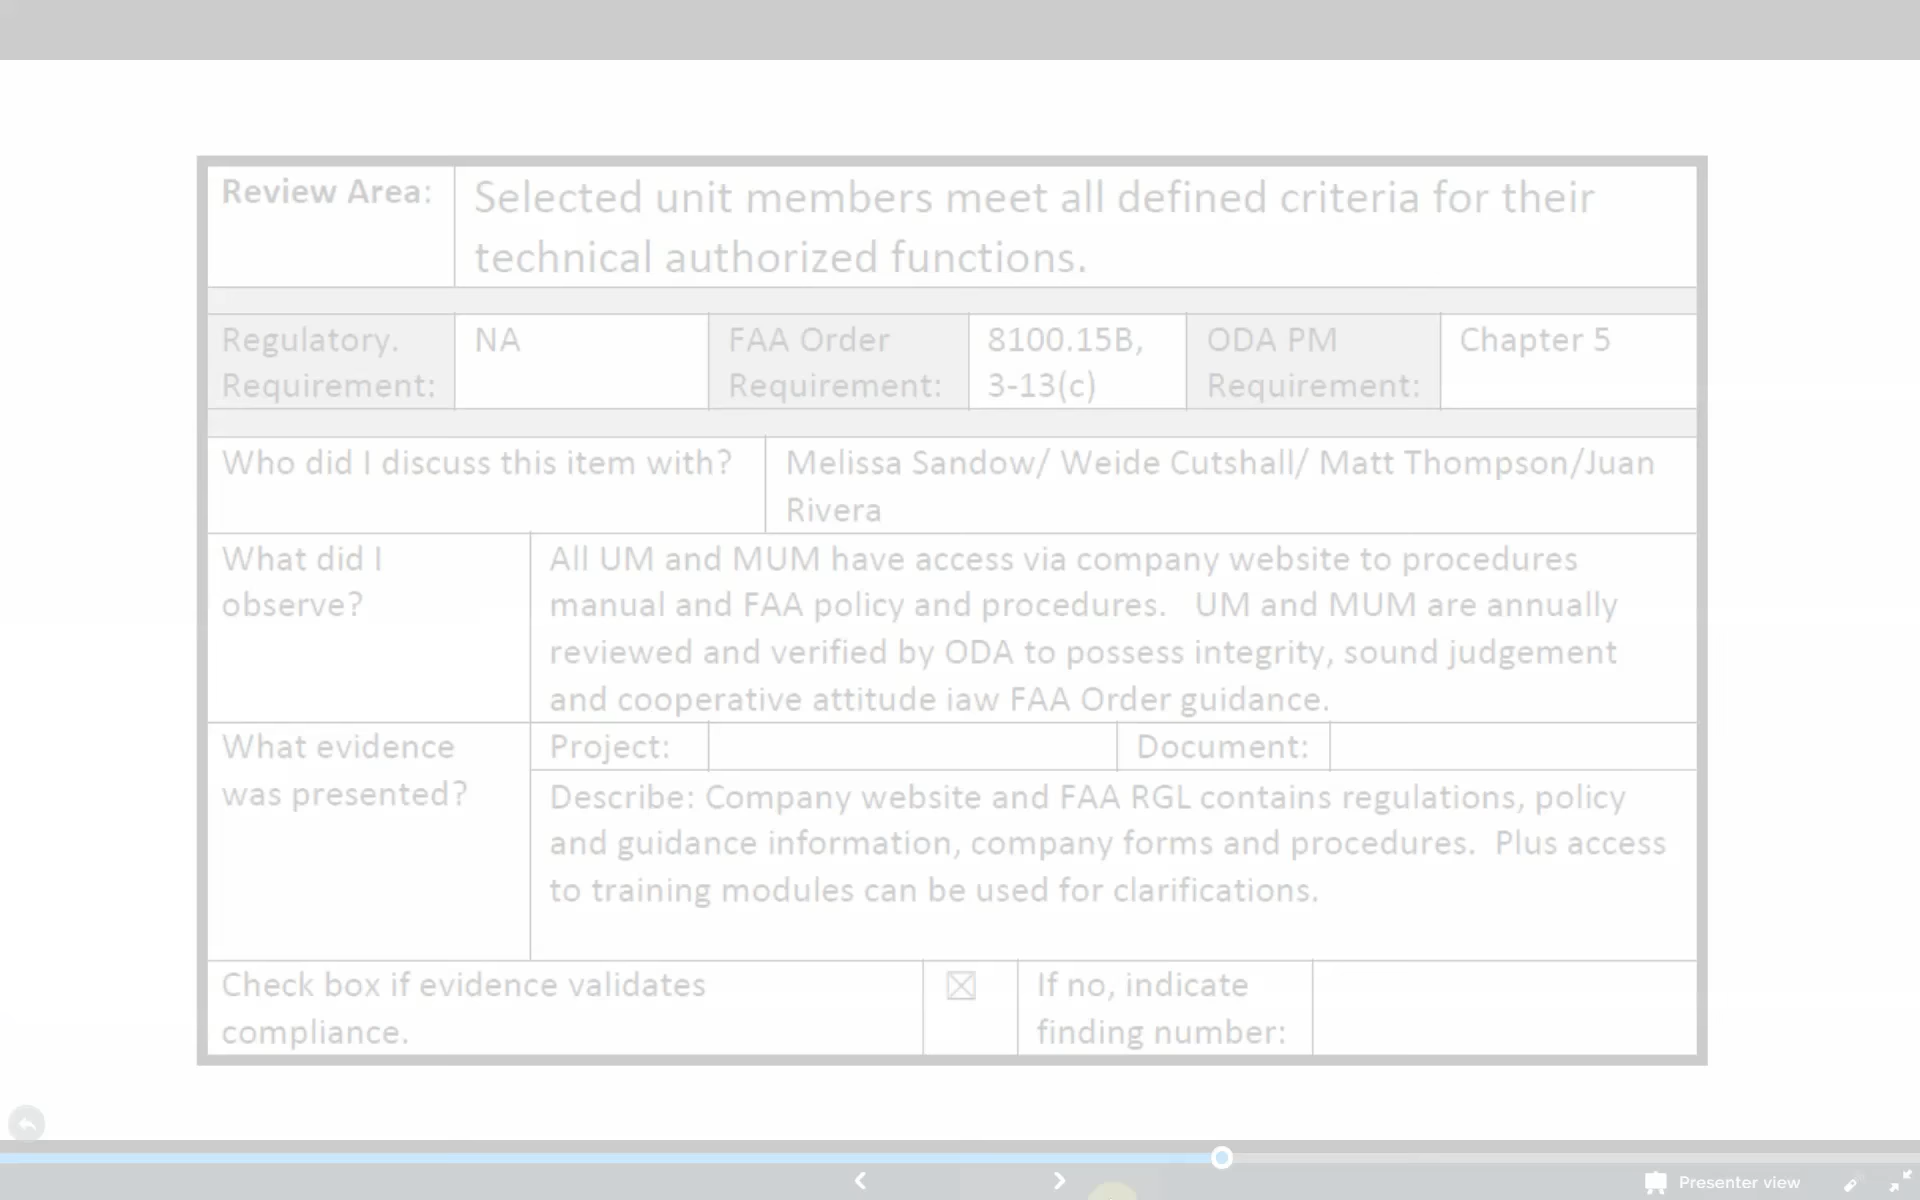 Review Area:
Selected unit members meet all defined criteria for their
technical authorized functions.
Regulatory.
Requirement:
NA
FAA Order
Requirement:
8100.15B,
3-13(c)
ODA PM
Requirement:
Chapter 5
Who did I discuss this item with?
Melissa Sandow/ Weide Cutshall/ Matt Thompson/Juan
Rivera
What did I
observe?
All UM and MUM have access via company website to procedures
manual and FAA policy and procedures.   UM and MUM are annually
reviewed and verified by ODA to possess integrity, sound judgement
and cooperative attitude iaw FAA Order guidance.
What evidence
was presented?
Project:
Document:
Describe: Company website and FAA RGL contains regulations, policy
and guidance information, company forms and procedures.  Plus access
to training modules can be used for clarifications.
Check box if evidence validates
compliance.
☒
If no, indicate
finding number:
Presenter view